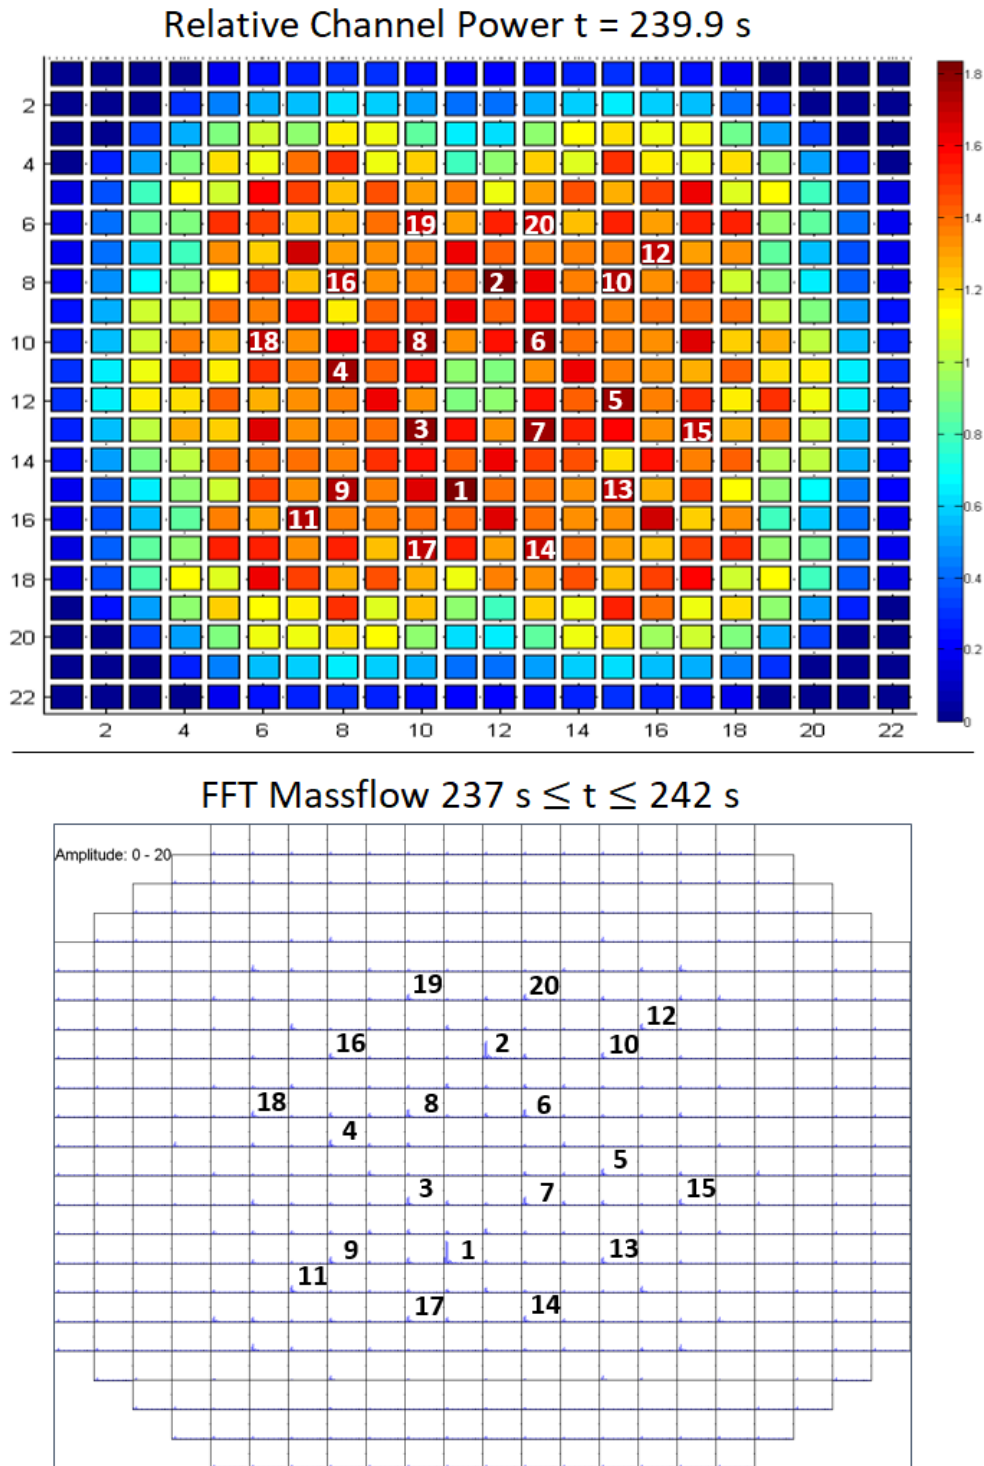 Relative Channel Power t = 239.9 s
1.8
2
1.6
4
19 20
6
1.4
12
16 2 10
8
1.2
18 8 6
10
4
1
5
12
3 7 15
0.8
14
9 1 13
11
16
0.6
17 14
18
0.4
20
0.2
22
0
2 4 6 8 10 12 14 16 18 20 22
FFT Massflow 237 s ≤ t ≤ 242 s
Amplitude: 0 - 20
19 20
12
16 2 10
18 8 6
4
5
3 7 15
9 1 13
11
17 14